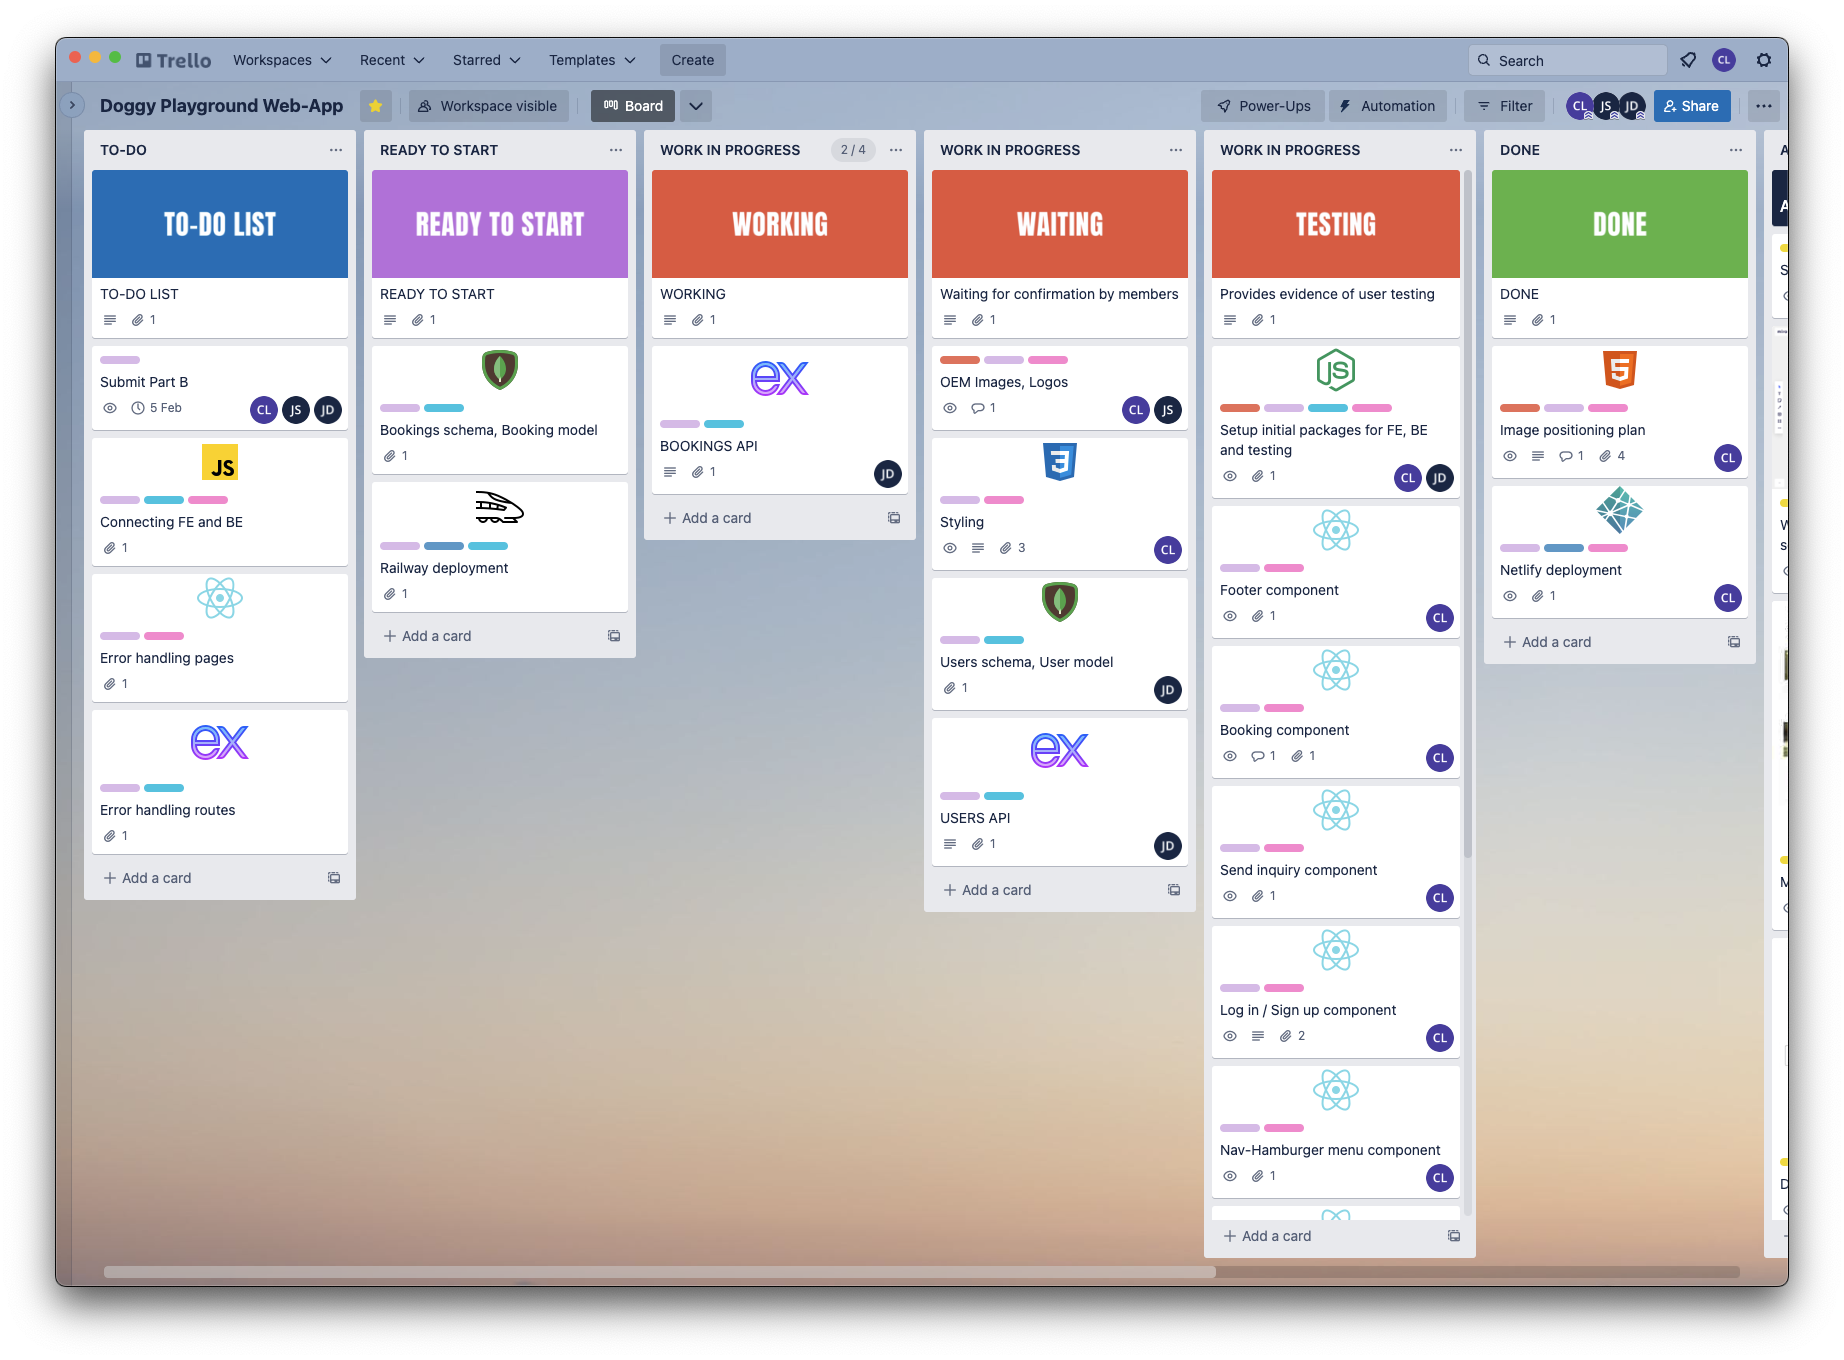 Trello
Workspaces
Recent
Starred
Templates
Create
Search
CL
Doggy Playground Web-App
Workspace visible
Board
Power-Ups
Automation
Filter
CL
JS
JD
Share
TO-DO
TO-DO LIST
TO-DO LIST
1
Submit Part B
5 Feb
CL
JS
JD
JS
Connecting FE and BE
1
Error handling pages
1
ex
Error handling routes
1
Add a card
READY TO START
READY TO START
READY TO START
1
Bookings schema, Booking model
1
Railway deployment
1
Add a card
WORK IN PROGRESS
2 / 4
WORKING
WORKING
1
ex
BOOKINGS API
1
JD
Add a card
WORK IN PROGRESS
WAITING
Waiting for confirmation by members
1
OEM Images, Logos
1
CL
JS
3
Styling
3
CL
Users schema, User model
1
JD
ex
USERS API
1
JD
Add a card
WORK IN PROGRESS
TESTING
Provides evidence of user testing
1
JS
Setup initial packages for FE, BE
and testing
1
CL
JD
Footer component
1
CL
Booking component
1
1
CL
Send inquiry component
1
CL
Log in / Sign up component
2
CL
Nav-Hamburger menu component
1
CL
Add a card
DONE
DONE
DONE
1
5
Image positioning plan
1
4
CL
Netlify deployment
1
CL
Add a card